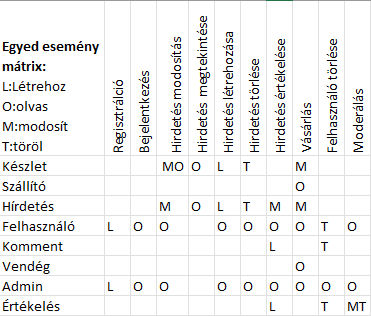 Egyed esemény
mátrix:
L:Létrehoz
O:olvas
M:modosít
T:töröl
Regisztráció
Bejelentkezés
Hirdetés modosítás
Hirdetés megtekintése
Hirdetés létrehozása
Hirdetés törlése
Hirdetés értékelése
Vásárlás
Felhasználó törlése
Moderálás
Készlet MO O L T M
Szállító O
Hirdetés M O L T M M
Felhasználó L O O O O O O T O
Komment L T
Vendég O
Admin L O O O O O O O O
Értékelés L T MT